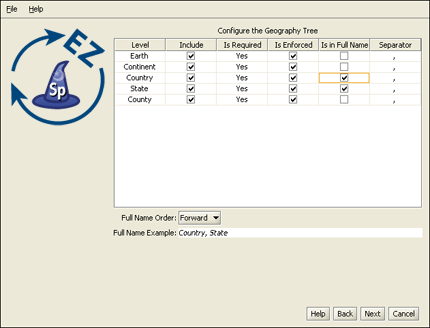 File Help
Configure the Geography Tree
Level Include Is Required Is Enforced Is in Full Name Separator
Earth Yes ,
Continent Yes ,
Country Yes ,
State Yes ,
County Yes ,
EZ
Sp
Full Name Order: Forward
Full Name Example: Country, State
Help Back Next Cancel